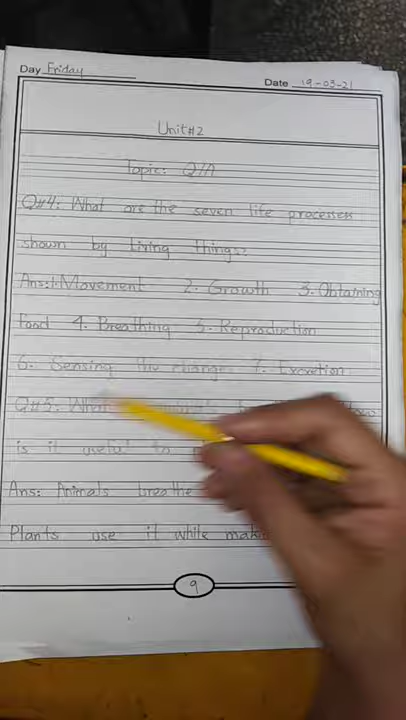 Day Friday
Date 19-03-21
Unit#2
Topic: Q/A
Q#4: What are the seven life processes
shown by living things?
Ans:1.Movement 2. Growth 3. Obtaining
Food 4. Breathing 5. Reproduction
6. Sensing the change 7. Excretion
Q#5: What
is it useful to
Ans: Animals breathe
Plants use it while
9